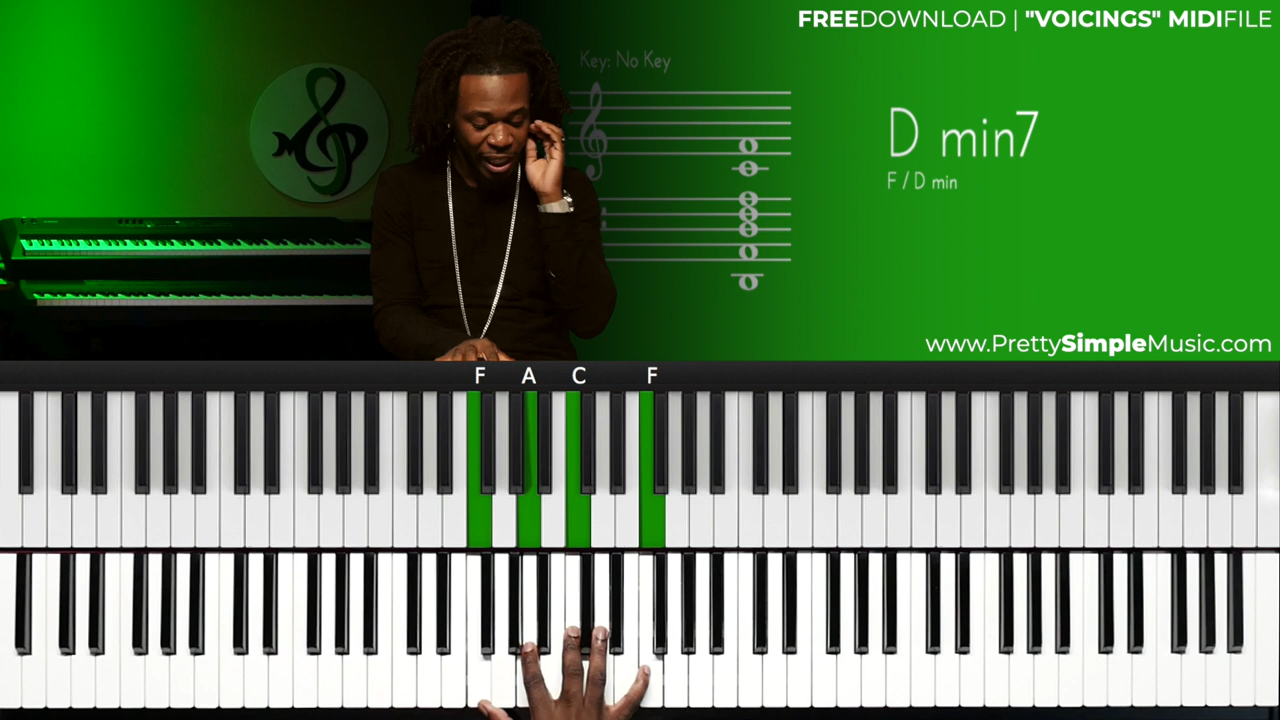 FREEDOWNLOAD | "VOICINGS" MIDIFILE
Key: No Key
D min7
F / D min
www.PrettySimpleMusic.com
F A C F